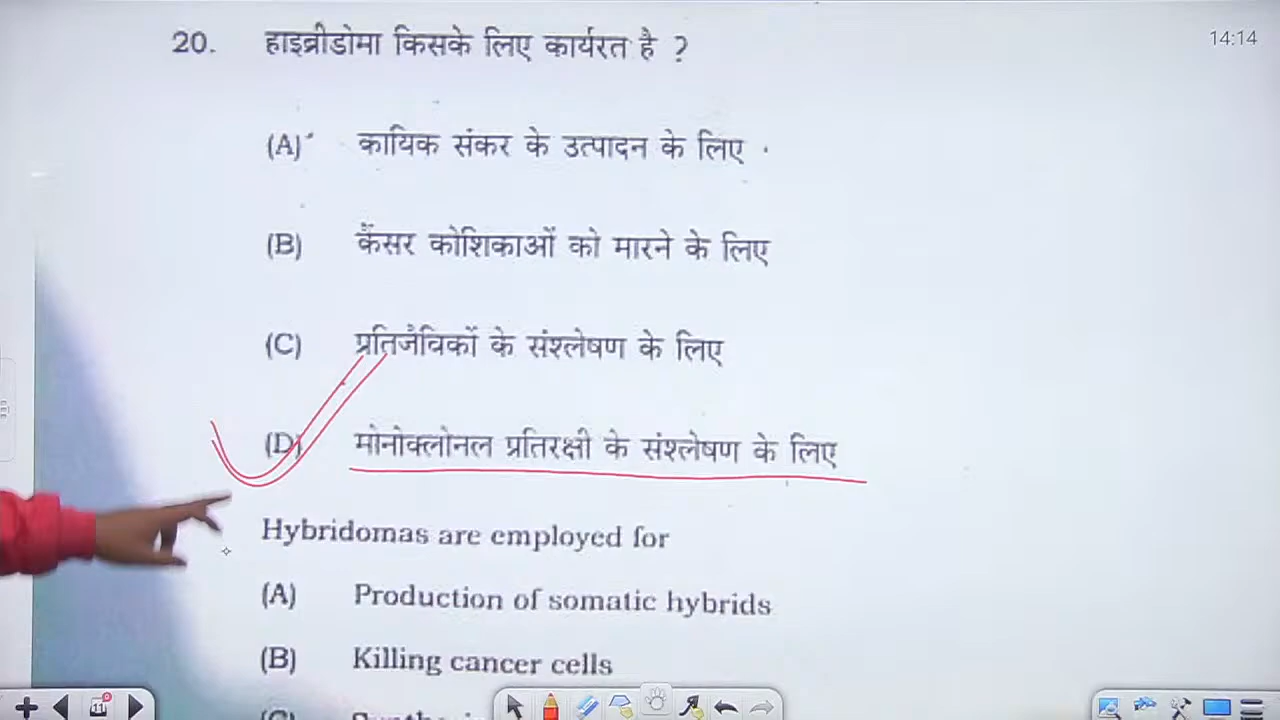 14:14
20. हाइब्रीडोमा किसके लिए कार्यरत है ?
(A) कायिक संकर के उत्पादन के लिए
(B) कैंसर कोशिकाओं को मारने के लिए
(C) प्रतिजैविकों के संश्लेषण के लिए
(D) मोनोक्लोनल प्रतिरक्षी के संश्लेषण के लिए
Hybridomas are employed for
(A) Production of somatic hybrids
(B) Killing cancer cells
11